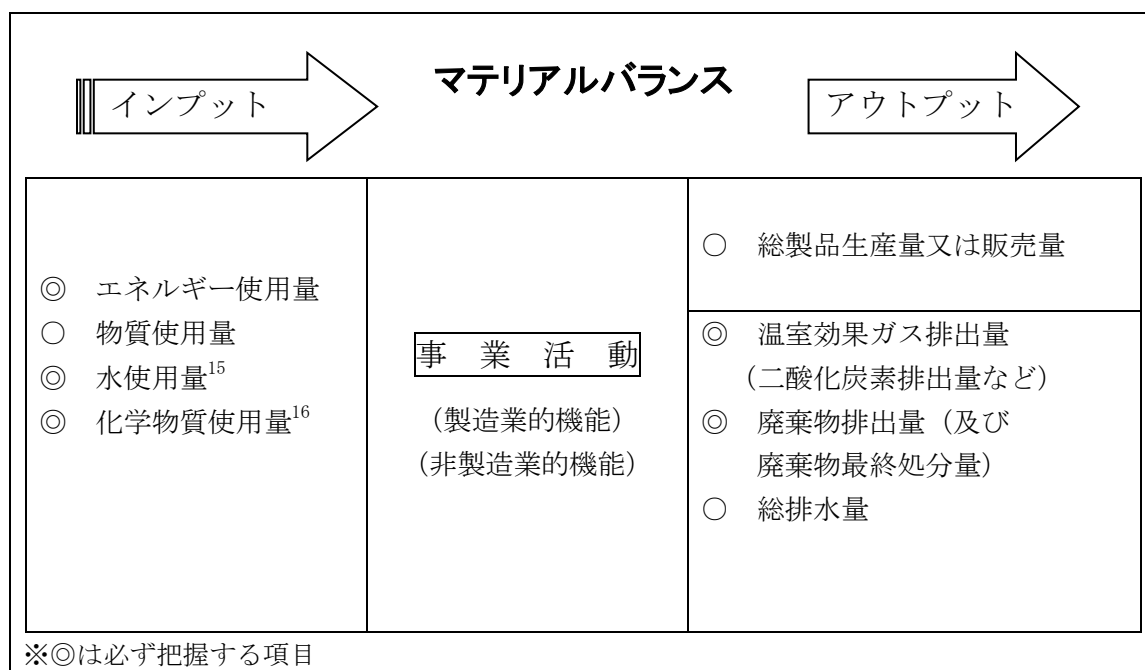 マテリアルバランス
インプット
アウトプット
◎ エネルギー使用量
○ 物質使用量
◎ 水使用量15
◎ 化学物質使用量16
事 業 活 動
(製造業的機能)
(非製造業的機能)
○ 総製品生産量又は販売量
◎ 温室効果ガス排出量
(二酸化炭素排出量など)
◎ 廃棄物排出量（及び
廃棄物最終処分量）
○ 総排水量
※◎は必ず把握する項目